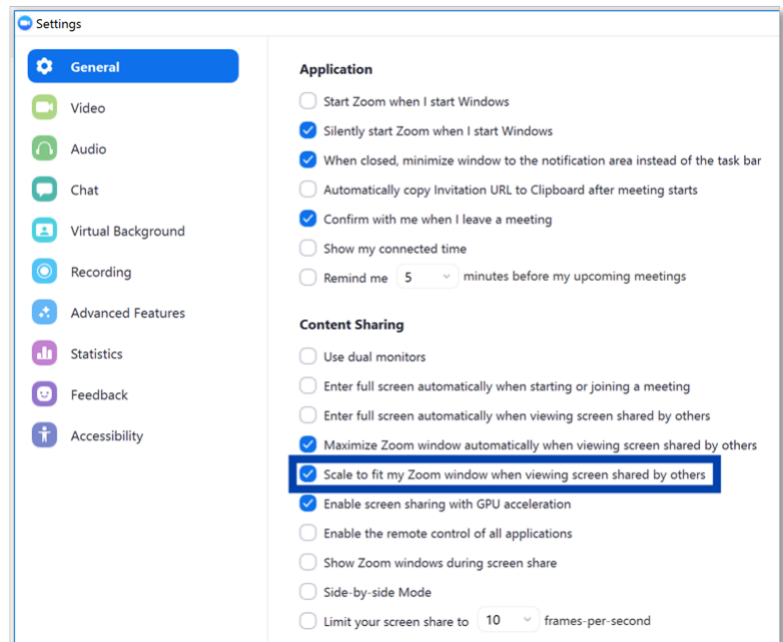 Settings
General
Video
Audio
Chat
Virtual Background
Recording
Advanced Features
Statistics
Feedback
Accessibility
Application
Start Zoom when I start Windows
Silently start Zoom when I start Windows
When closed, minimize window to the notification area instead of the task bar
Automatically copy Invitation URL to Clipboard after meeting starts
Confirm with me when I leave a meeting
Show my connected time
Remind me 5 minutes before my upcoming meetings
Content Sharing
Use dual monitors
Enter full screen automatically when starting or joining a meeting
Enter full screen automatically when viewing screen shared by others
Maximize Zoom window automatically when viewing screen shared by others
Scale to fit my Zoom window when viewing screen shared by others
Enable screen sharing with GPU acceleration
Enable the remote control of all applications
Show Zoom windows during screen share
Side-by-side Mode
Limit your screen share to 10 frames-per-second